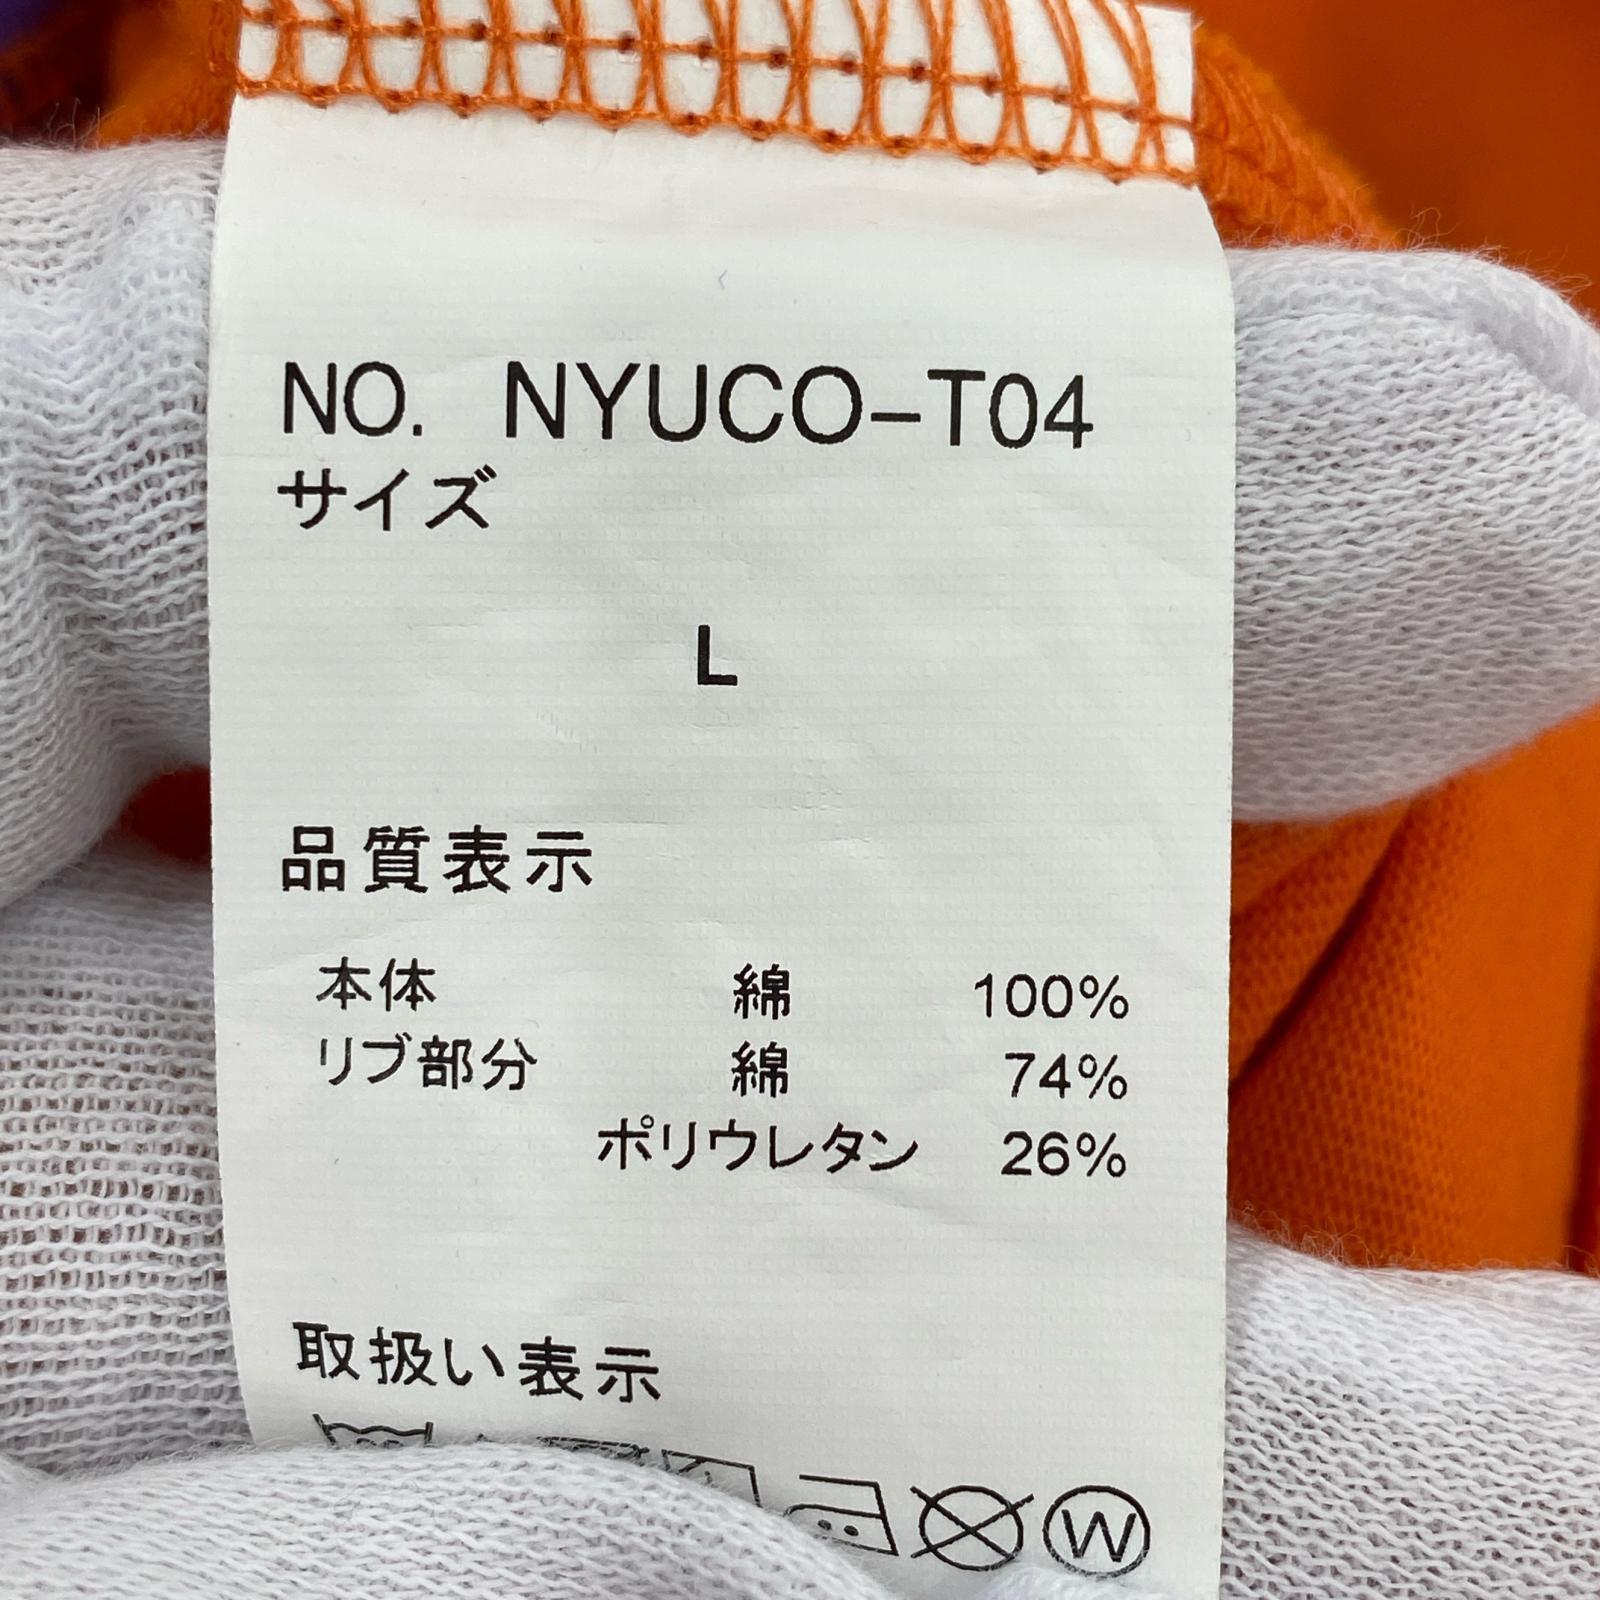 NO. NYUCO-T04
サイズ
L
品質表示
本体 綿 100%
リブ部分 綿 74%
ポリウレタン 26%
取扱い表示
W